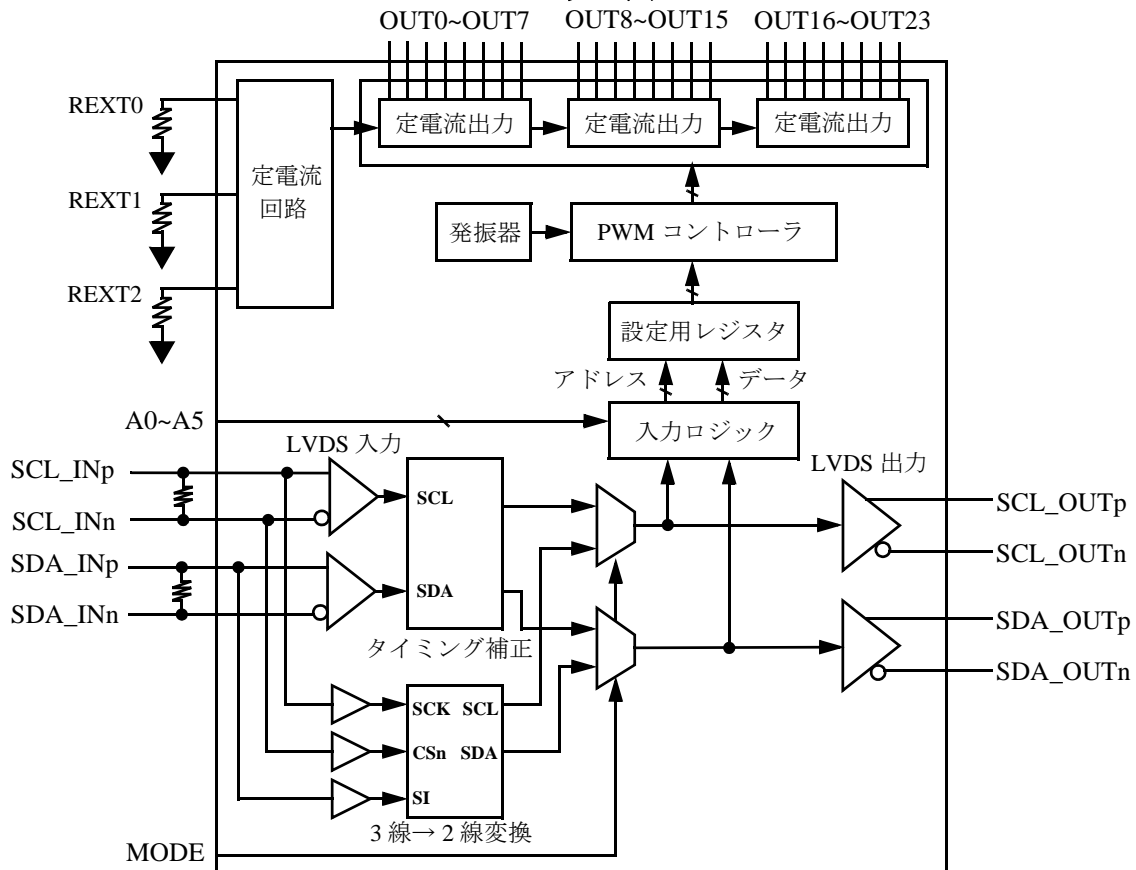 OUT0~OUT7
OUT8~OUT15
OUT16~OUT23
REXT0
REXT1
REXT2
定電流
回路
定電流出力
定電流出力
定電流出力
発振器
PWM コントローラ
設定用レジスタ
アドレス
データ
A0~A5
入力ロジック
LVDS 入力
LVDS 出力
SCL_INp
SCL_INn
SDA_INp
SDA_INn
SCL
SDA
タイミング補正
SCL_OUTp
SCL_OUTn
SDA_OUTp
SDA_OUTn
SCK SCL
CSn SDA
SI
3 線→ 2 線変換
MODE